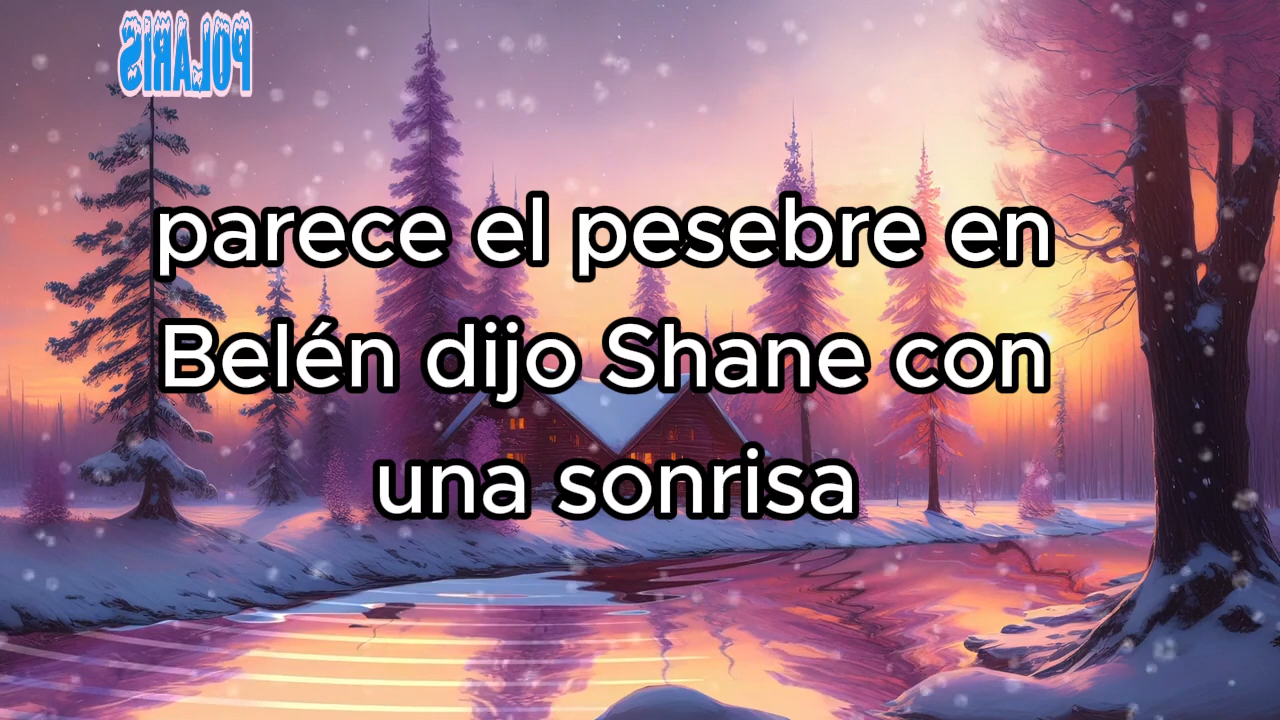 POLARIS
parece el pesebre en
Belén dijo Shane con
una sonrisa